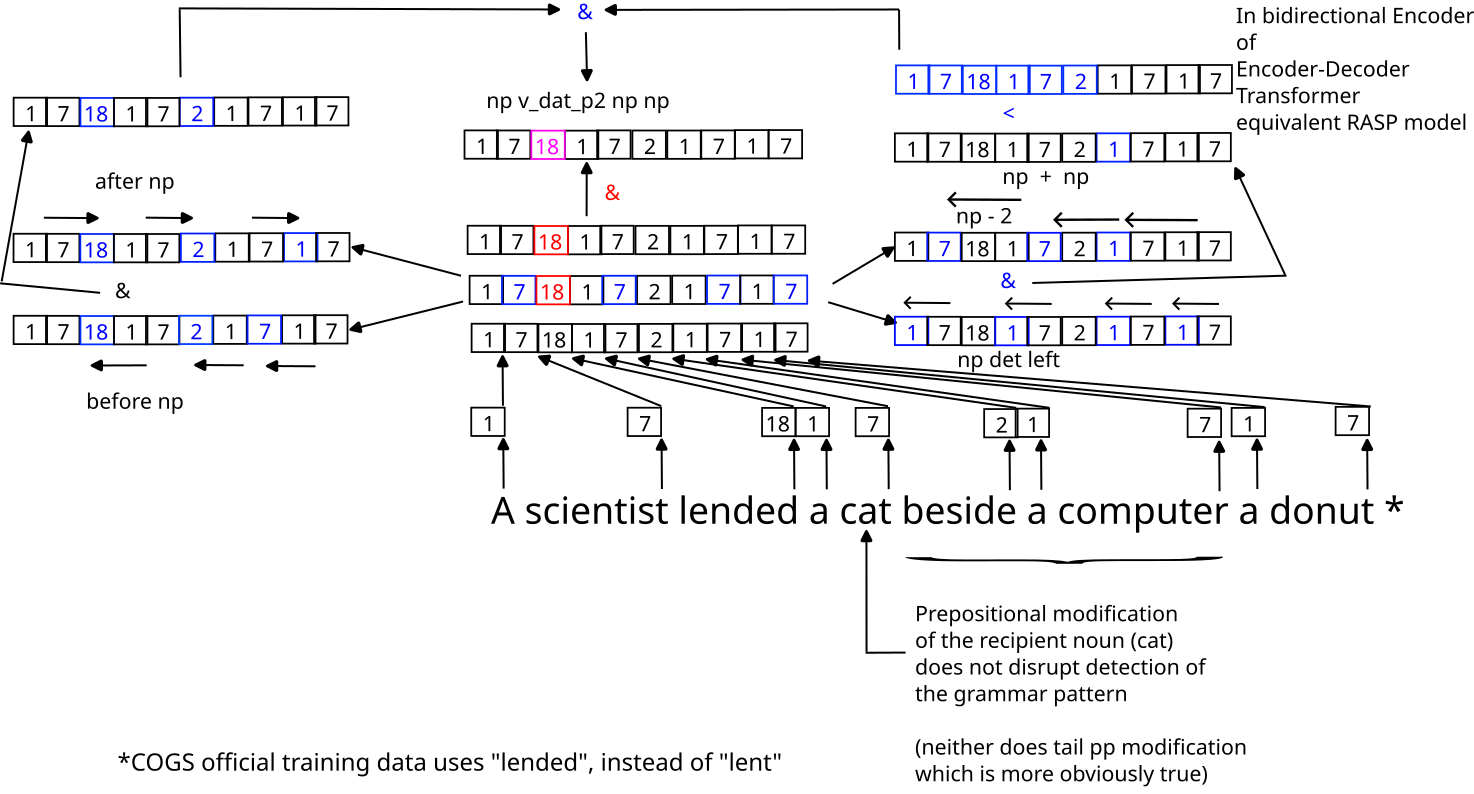 &
In bidirectional Encoder
of
Encoder-Decoder
Transformer
equivalent RASP model
1 7 18 1 7 2 1 7 1 7
np v_dat_p2 np np
1 7 18 1 7 2 1 7 1 7
<
1 7 18 1 7 2 1 7 1 7
1 7 18 1 7 2 1 7 1 7
np + np
after np
&
np - 2
1 7 18 1 7 2 1 7 1 7
1 7 18 1 7 2 1 7 1 7
1 7 18 1 7 2 1 7 1 7
&
1 7 18 1 7 2 1 7 1 7
&
1 7 18 1 7 2 1 7 1 7
1 7 18 1 7 2 1 7 1 7
1 7 18 1 7 2 1 7 1 7
np det left
before np
1 7 18 1 7 2 1 7 1 7
A scientist lended a cat beside a computer a donut *
Prepositional modification
of the recipient noun (cat)
does not disrupt detection of
the grammar pattern
(neither does tail pp modification
which is more obviously true)
*COGS official training data uses "lended", instead of "lent"